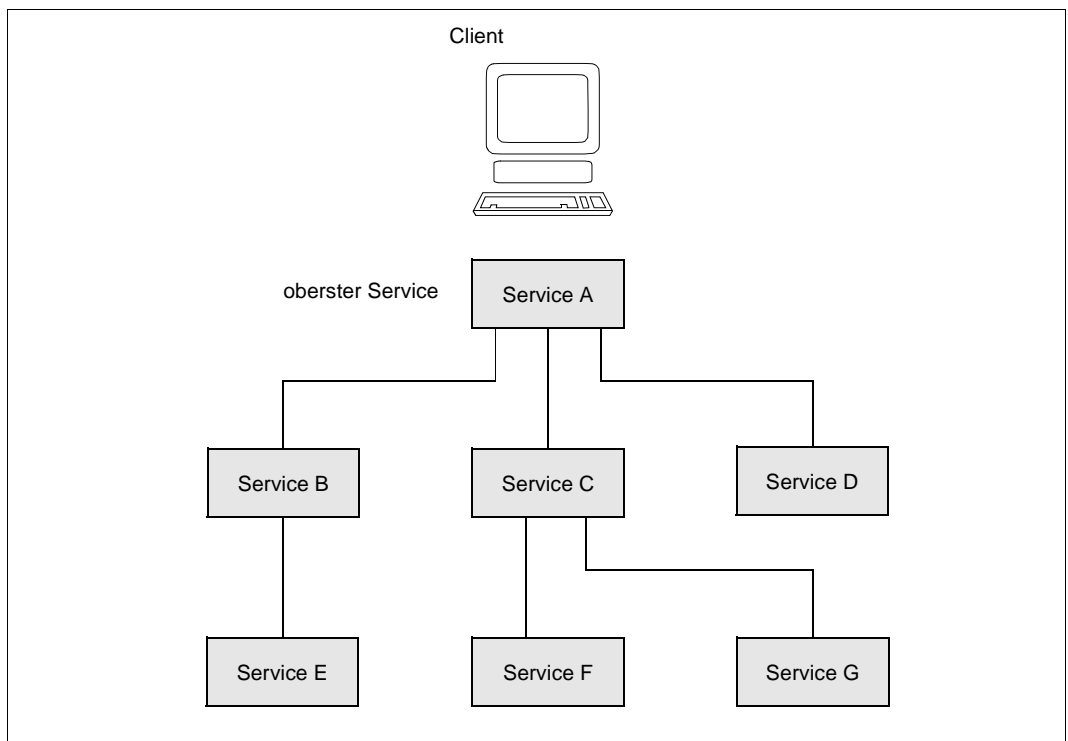 Client
oberster Service
Service A
Service B
Service C
Service D
Service E
Service F
Service G